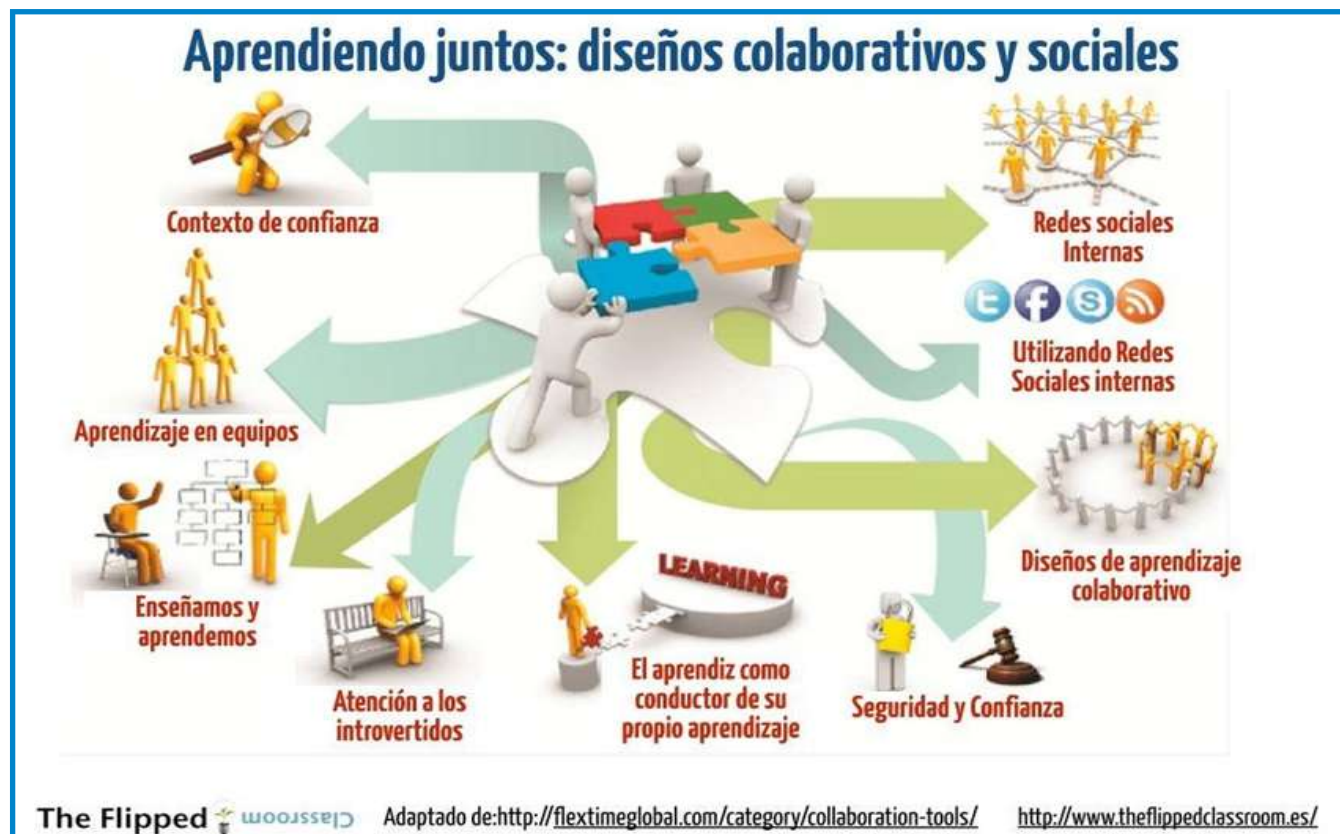 Aprendiendo juntos: diseños colaborativos y sociales
Contexto de confianza
Redes sociales
Internas
Utilizando Redes
Sociales internas
Aprendizaje en equipos
Diseños de aprendizaje
colaborativo
Enseñamos y
aprendemos
LEARNING
Atención a los
introvertidos
El aprendiz como
conductor de su
propio aprendizaje
Seguridad y Confianza
The Flipped Classroom
Adaptado de:http://flextimeglobal.com/category/collaboration-tools/
http://www.theflippedclassroom.es/